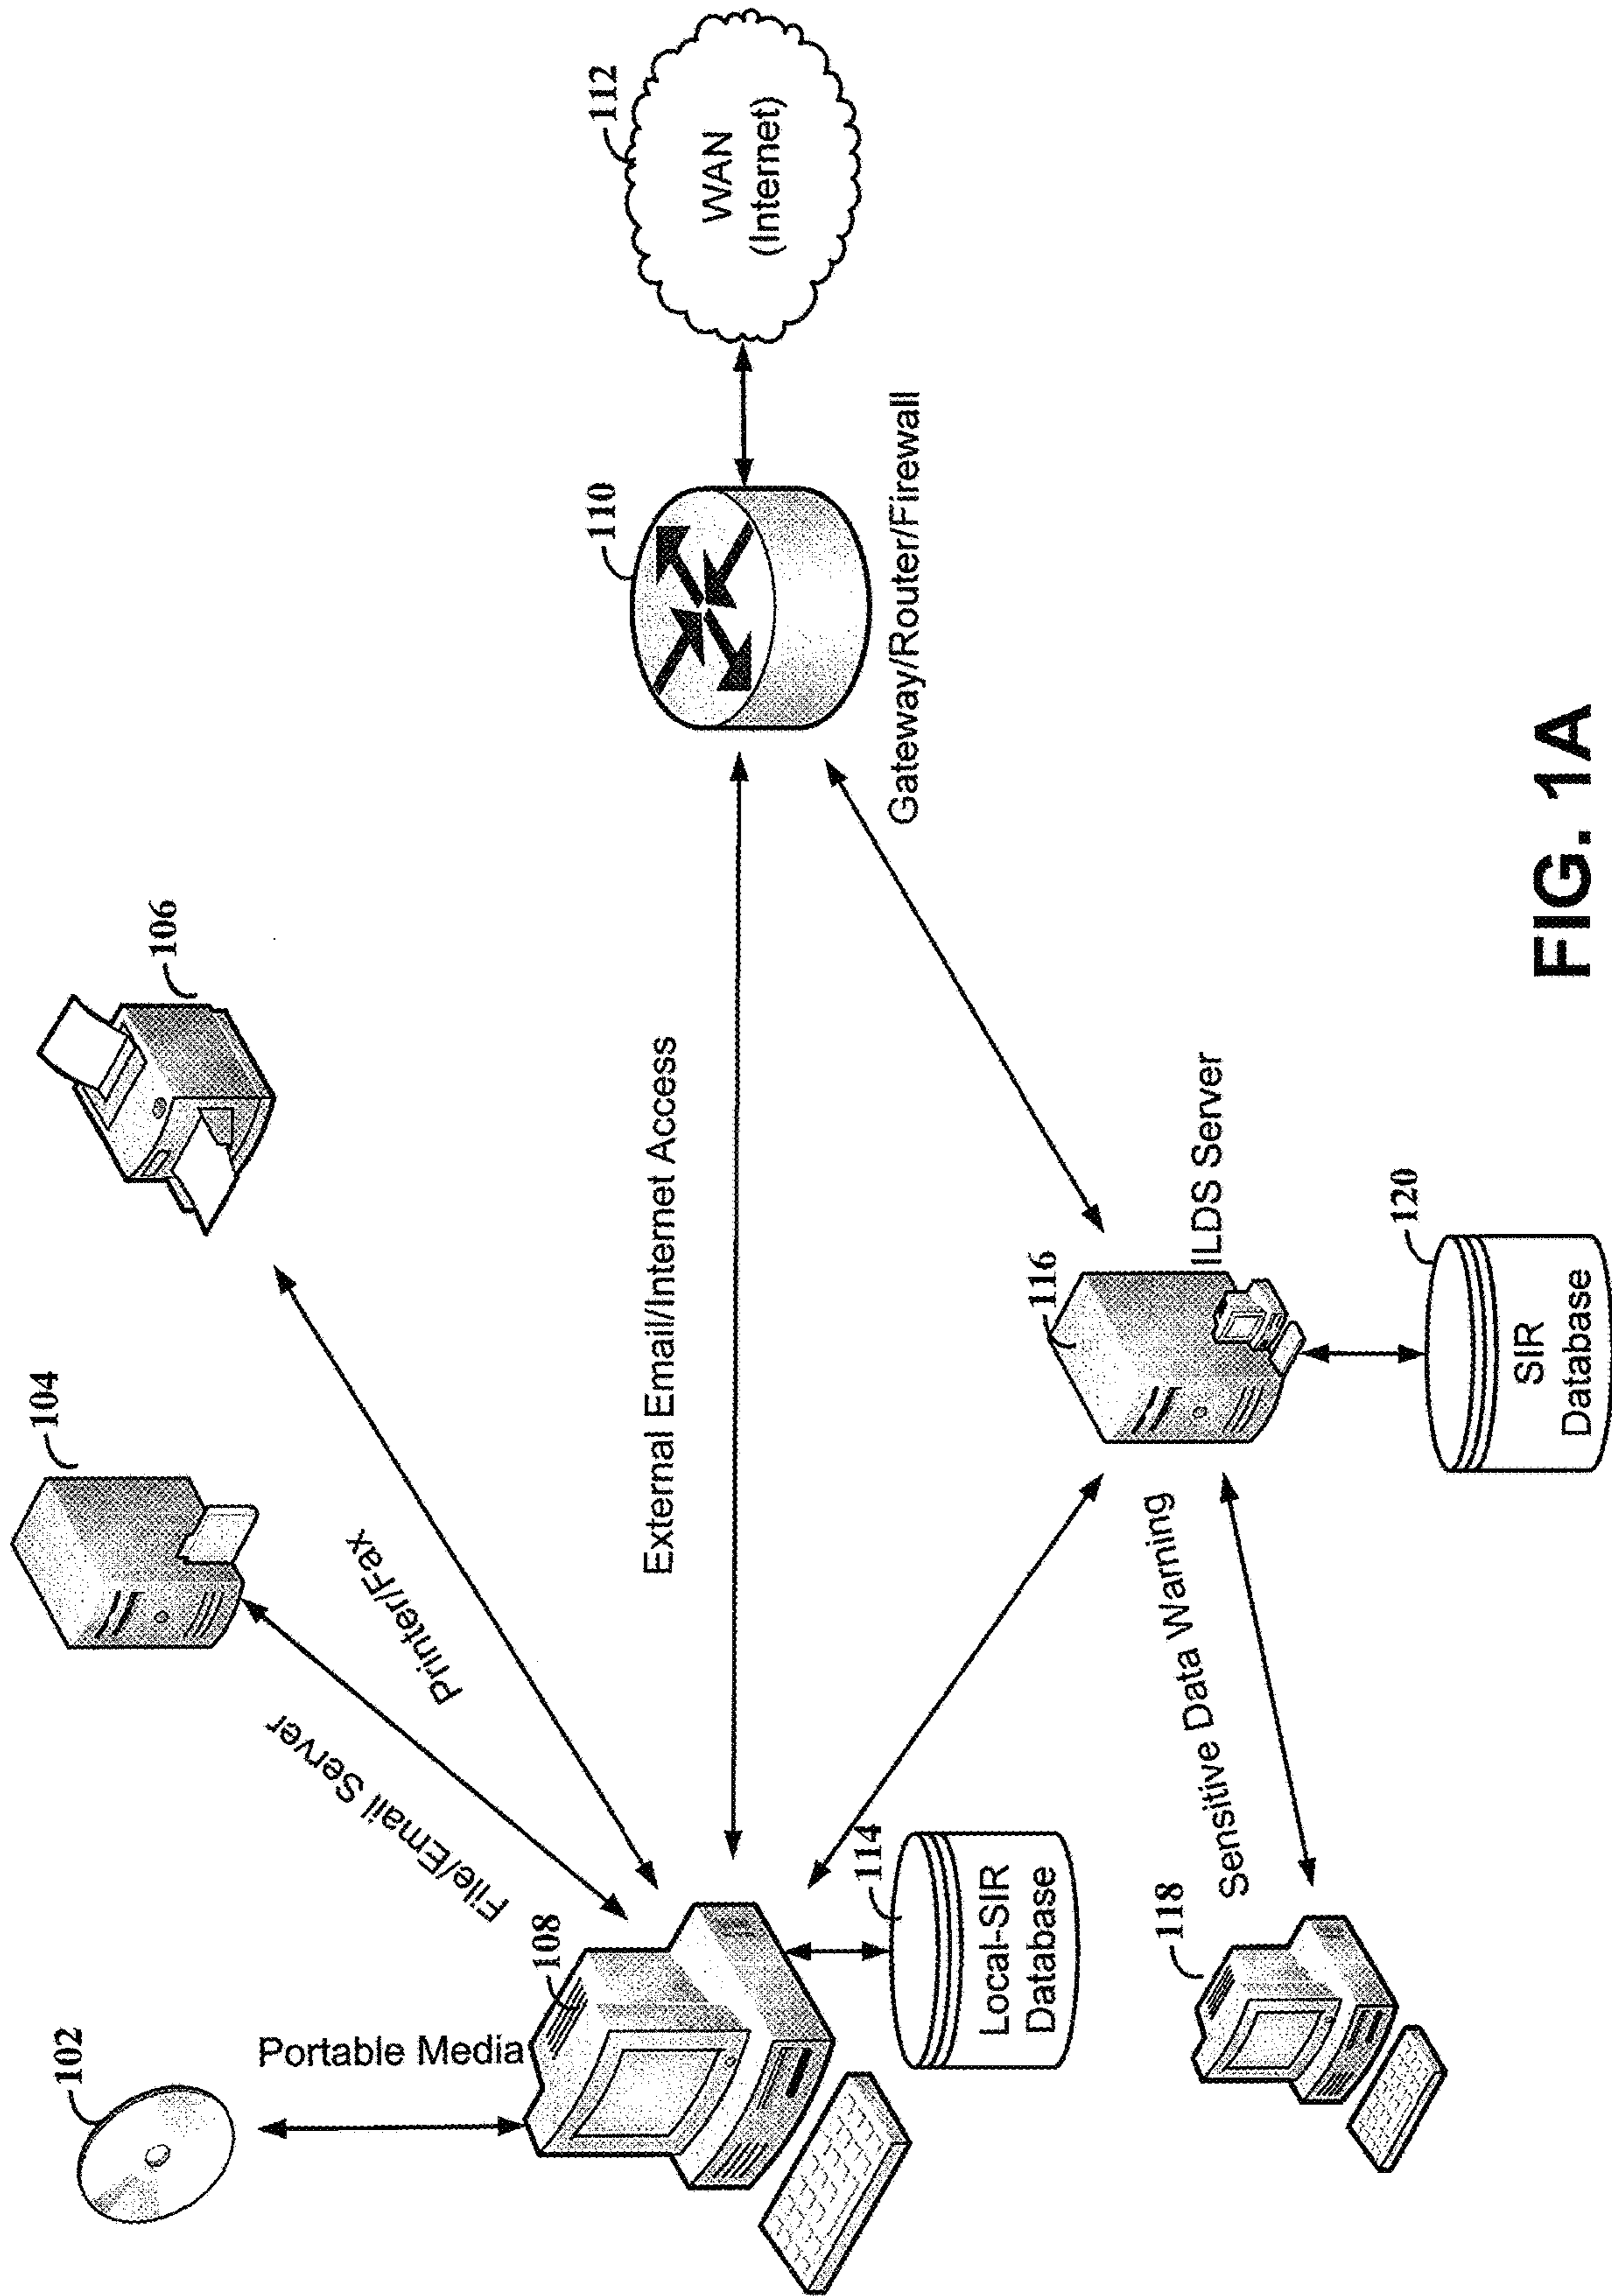 102
Portable Media
104
File/Email Server
106
Printer/Fax
108
External Email/Internet Access
110
Gateway/Router/Firewall
112
WAN
(Internet)
114
Local-SIR
Database
116
ILDS Server
118
Sensitive Data Warning
120
SIR
Database
FIG. 1A